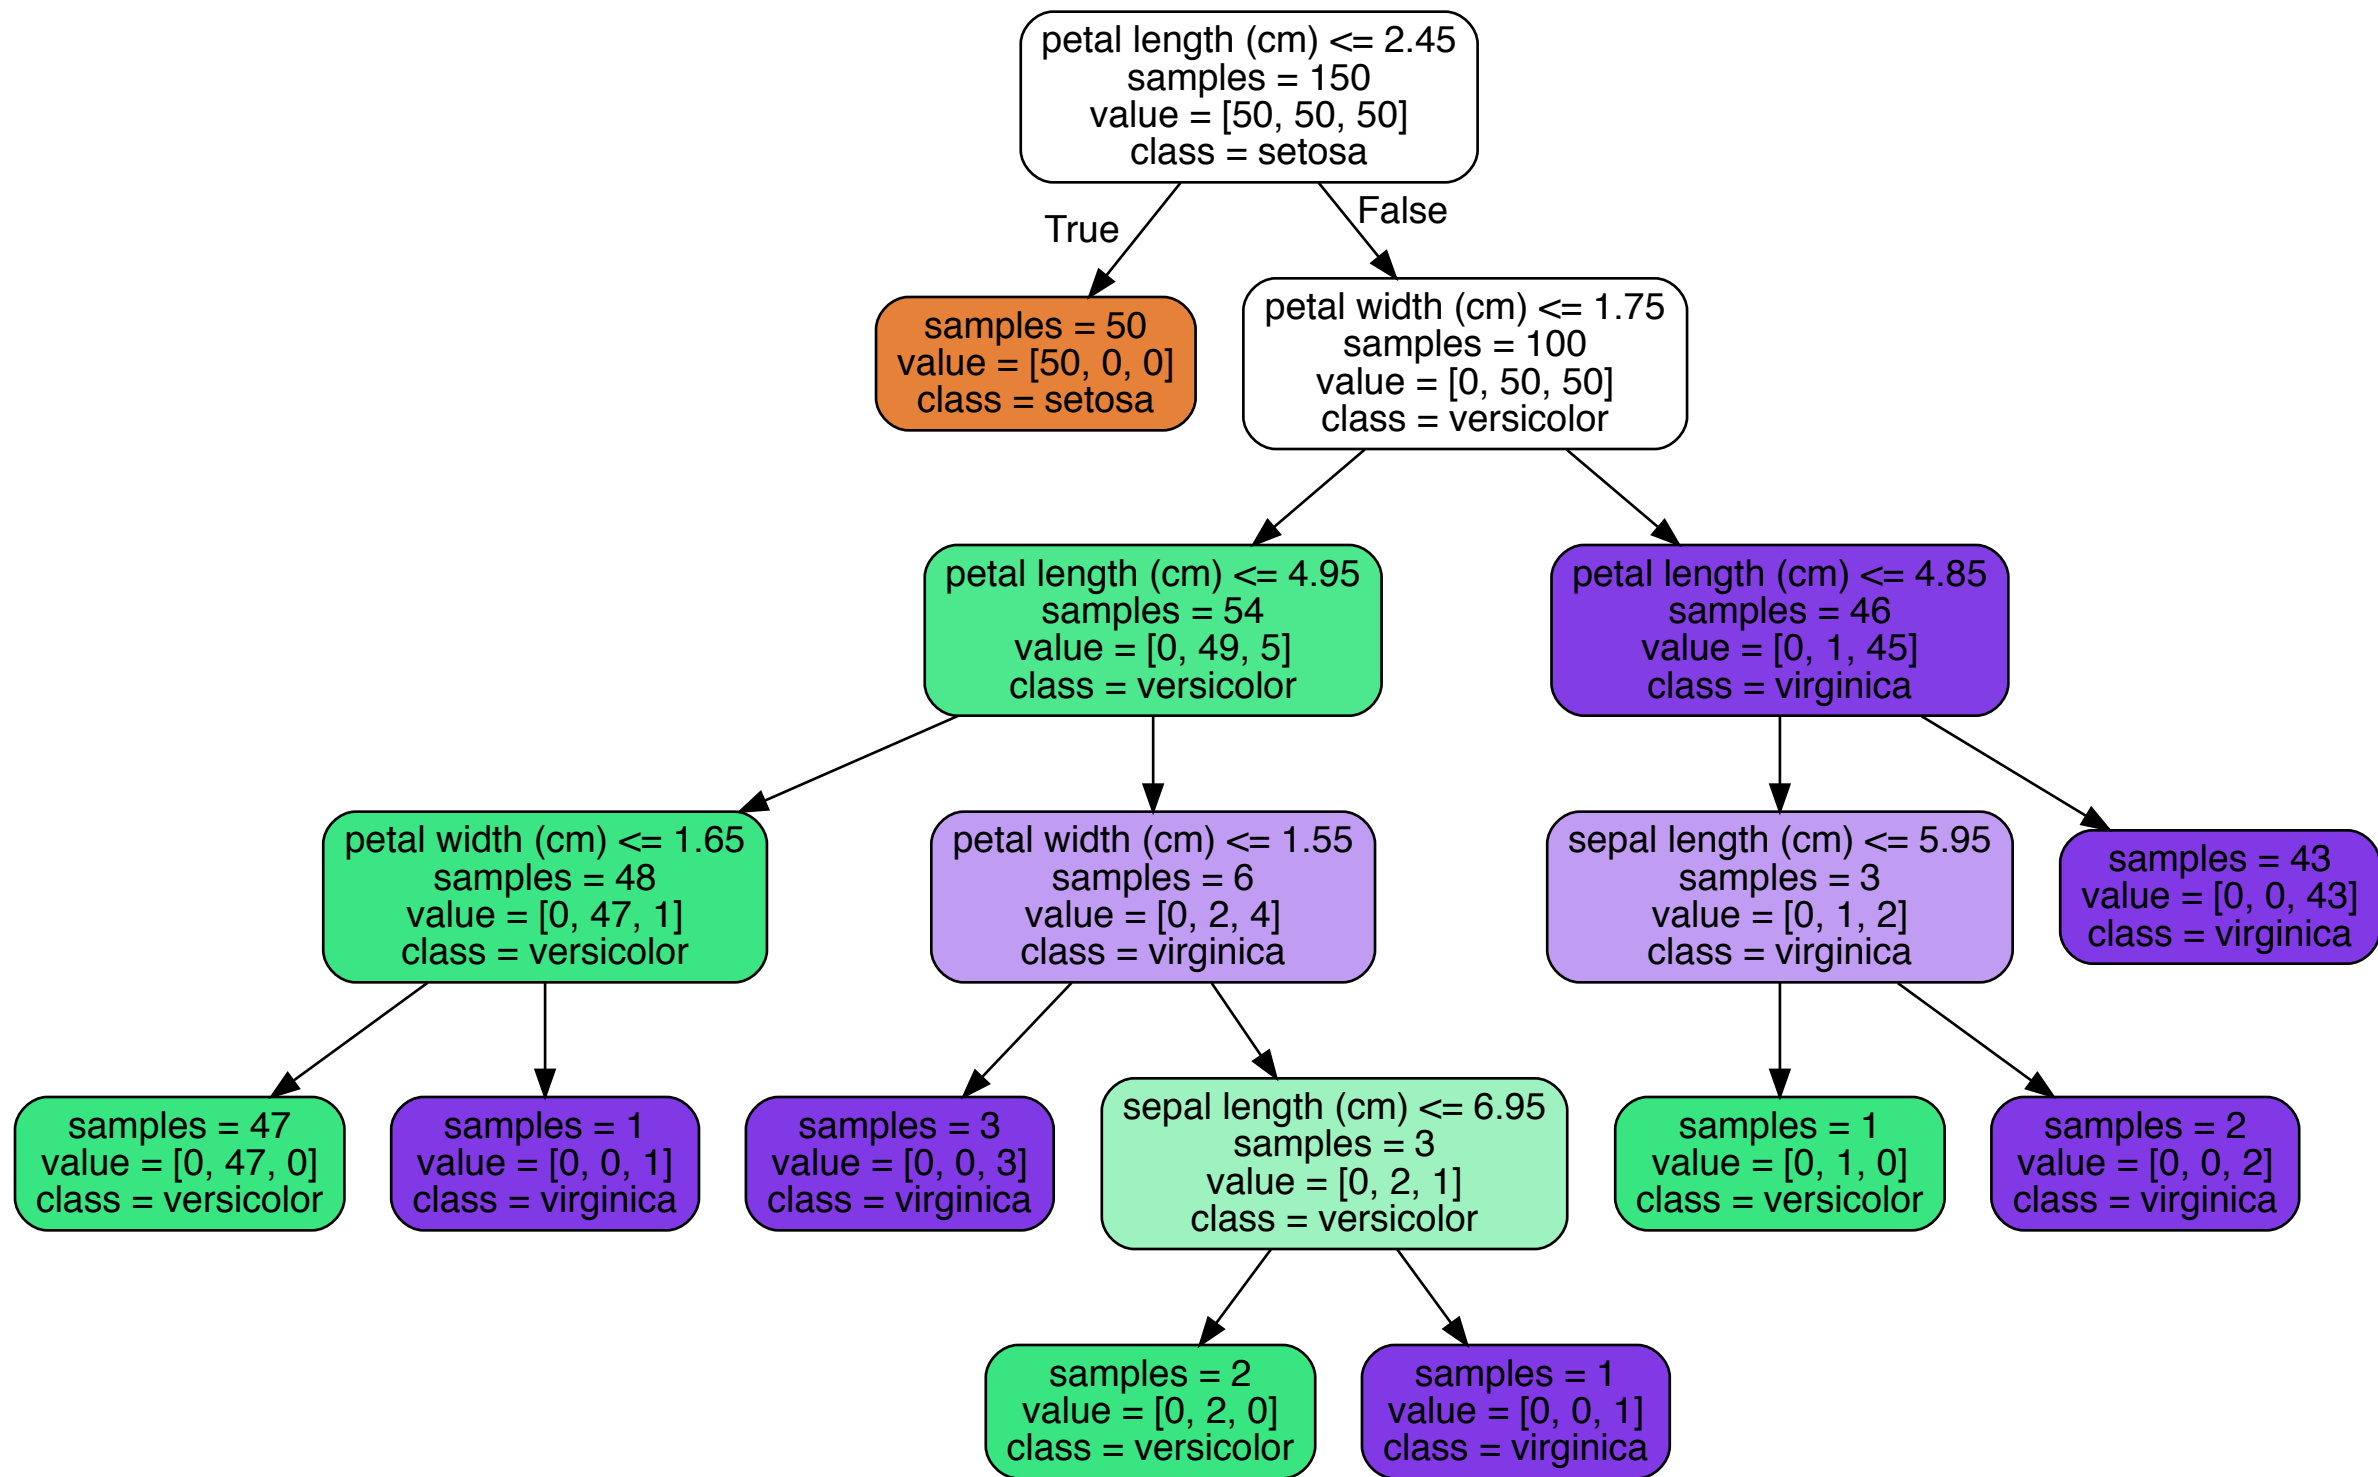 petal length (cm) <= 2.45
samples = 150
value = [50, 50, 50]
class = setosa
True
False
samples = 50
value = [50, 0, 0]
class = setosa
petal width (cm) <= 1.75
samples = 100
value = [0, 50, 50]
class = versicolor
petal length (cm) <= 4.95
samples = 54
value = [0, 49, 5]
class = versicolor
petal length (cm) <= 4.85
samples = 46
value = [0, 1, 45]
class = virginica
petal width (cm) <= 1.65
samples = 48
value = [0, 47, 1]
class = versicolor
petal width (cm) <= 1.55
samples = 6
value = [0, 2, 4]
class = virginica
sepal length (cm) <= 5.95
samples = 3
value = [0, 1, 2]
class = virginica
samples = 43
value = [0, 0, 43]
class = virginica
samples = 47
value = [0, 47, 0]
class = versicolor
samples = 1
value = [0, 0, 1]
class = virginica
samples = 3
value = [0, 0, 3]
class = virginica
sepal length (cm) <= 6.95
samples = 3
value = [0, 2, 1]
class = versicolor
samples = 1
value = [0, 1, 0]
class = versicolor
samples = 2
value = [0, 0, 2]
class = virginica
samples = 2
value = [0, 2, 0]
class = versicolor
samples = 1
value = [0, 0, 1]
class = virginica